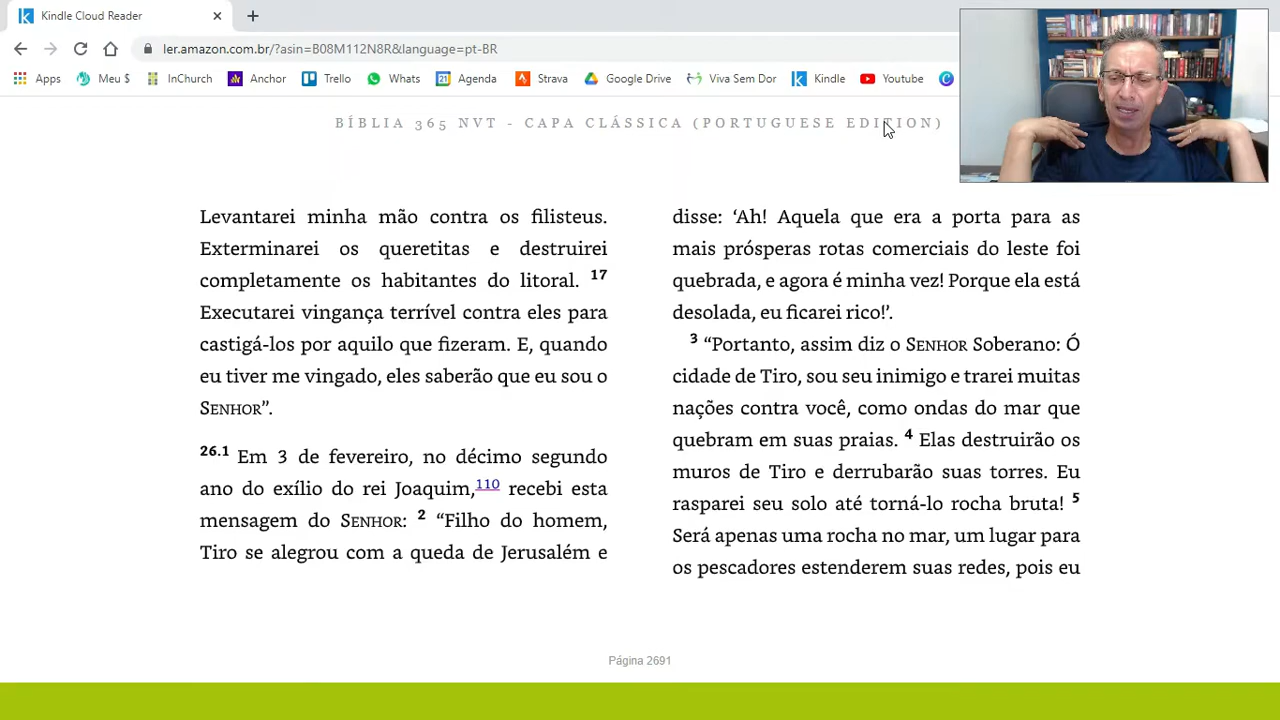 Kindle Cloud Reader
ler.amazon.com.br/?asin=B08M112N8R&language=pt-BR
Apps Meu $ InChurch Anchor Trello Whats Agenda Strava Google Drive Viva Sem Dor Kindle Youtube
BÍBLIA 365 NVT - CAPA CLÁSSICA (PORTUGUESE EDITION)
Levantarei minha mão contra os filisteus.
Exterminarei os queretitas e destruirei
completamente os habitantes do litoral. 17
Executarei vingança terrível contra eles para
castigá-los por aquilo que fizeram. E, quando
eu tiver me vingado, eles saberão que eu sou o
SENHOR”.
26.1 Em 3 de fevereiro, no décimo segundo
ano do exílio do rei Joaquim,110 recebi esta
mensagem do SENHOR: 2 “Filho do homem,
Tiro se alegrou com a queda de Jerusalém e
disse: ‘Ah! Aquela que era a porta para as
mais prósperas rotas comerciais do leste foi
quebrada, e agora é minha vez! Porque ela está
desolada, eu ficarei rico!’.
3 “Portanto, assim diz o SENHOR Soberano: Ó
cidade de Tiro, sou seu inimigo e trarei muitas
nações contra você, como ondas do mar que
quebram em suas praias. 4 Elas destruirão os
muros de Tiro e derrubarão suas torres. Eu
rasparei seu solo até torná-lo rocha bruta! 5
Será apenas uma rocha no mar, um lugar para
os pescadores estenderem suas redes, pois eu
Página 2691